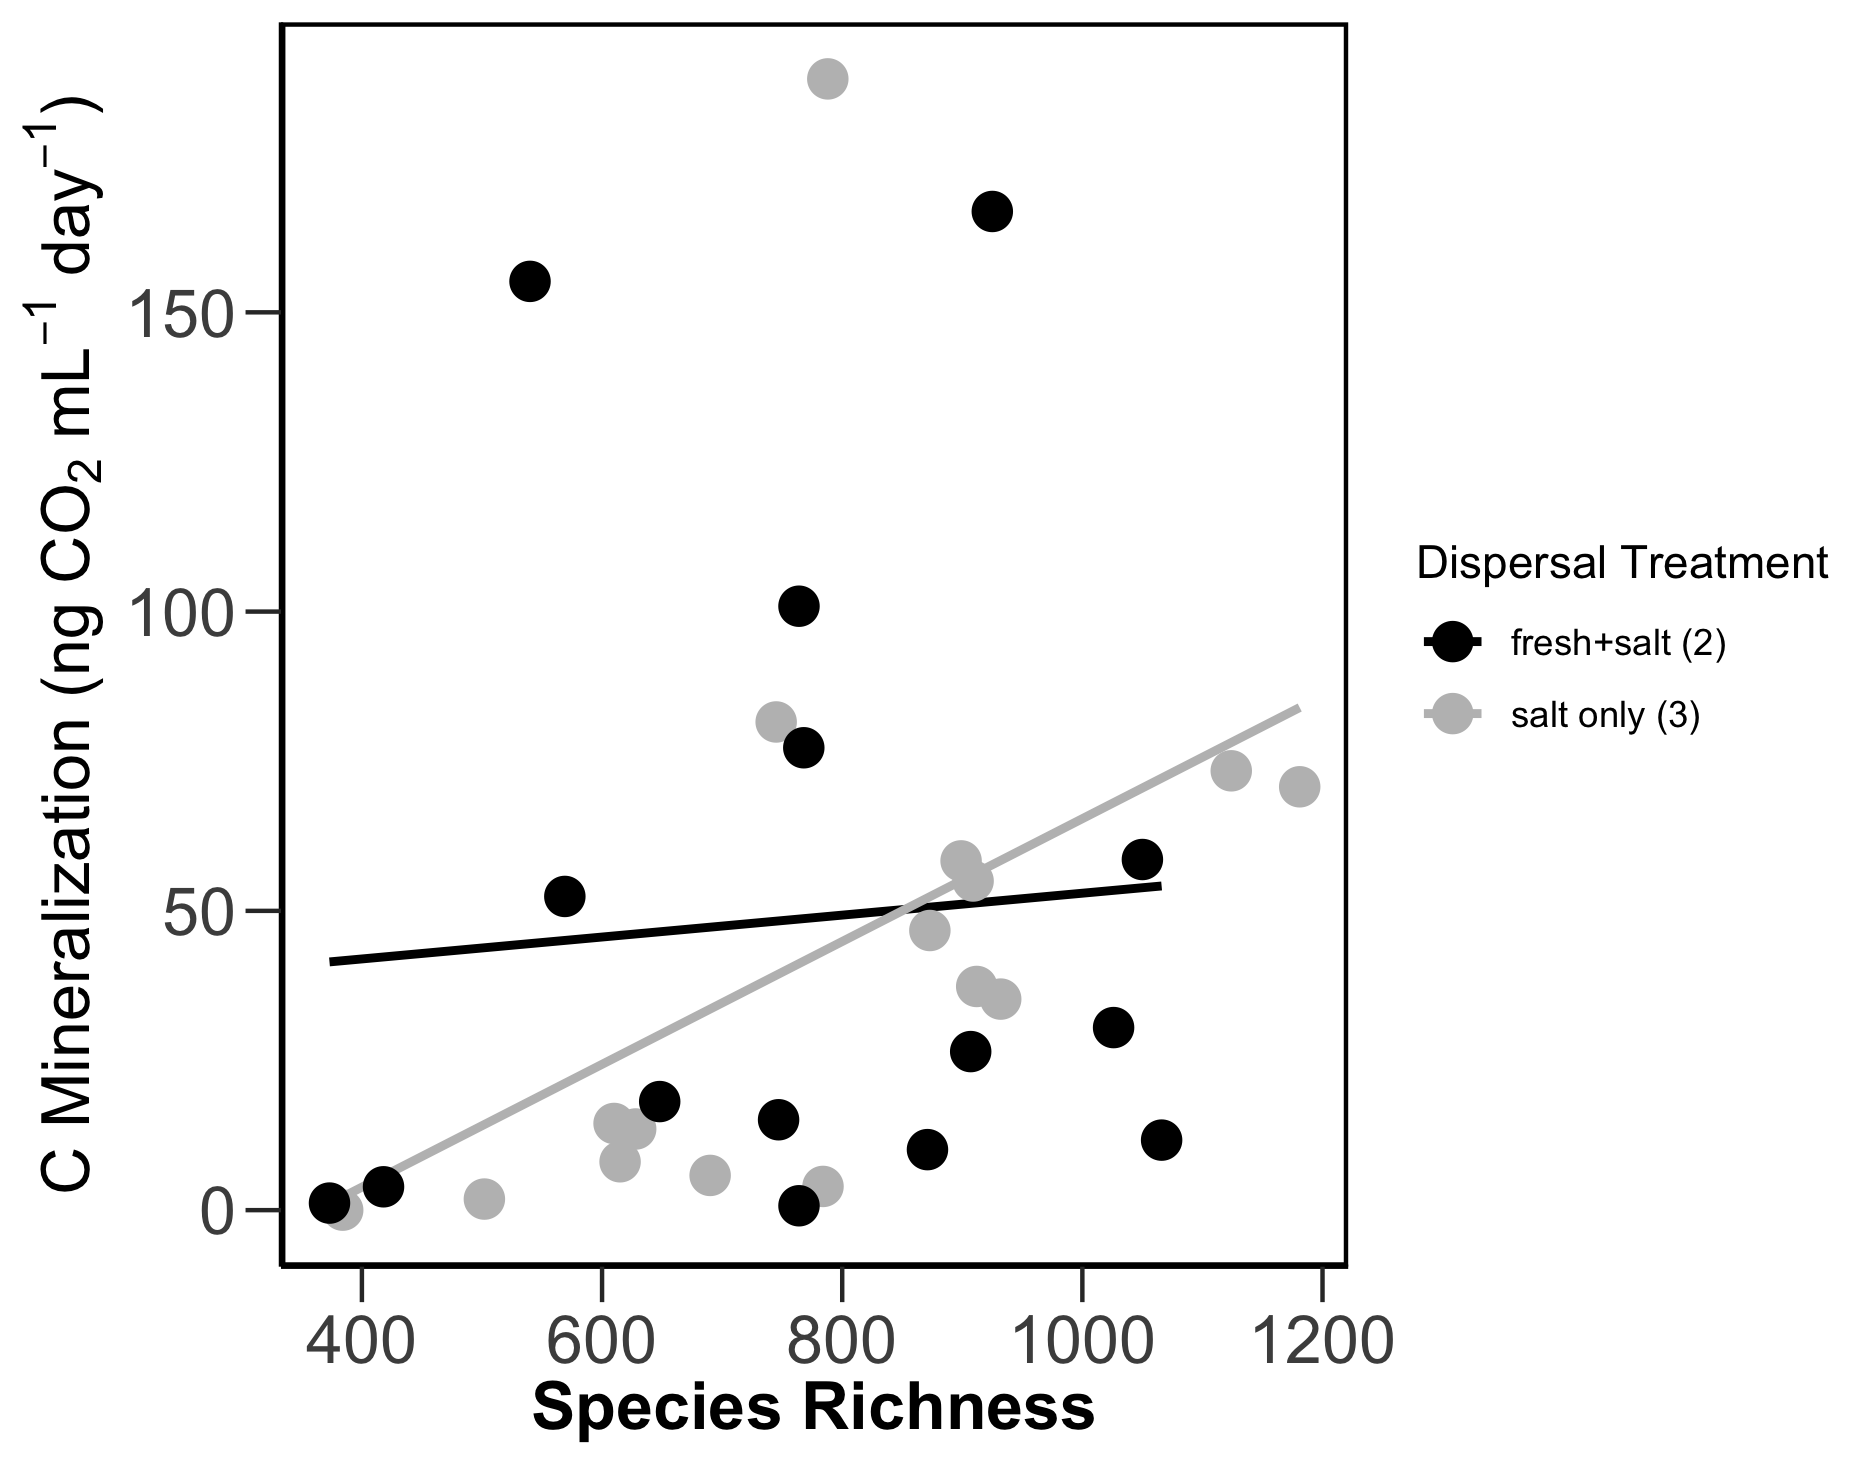 C Mineralization (ng CO₂ mL⁻¹ day⁻¹)
150
100
50
0
400 600 800 1000 1200
Species Richness
Dispersal Treatment
fresh+salt (2)
salt only (3)